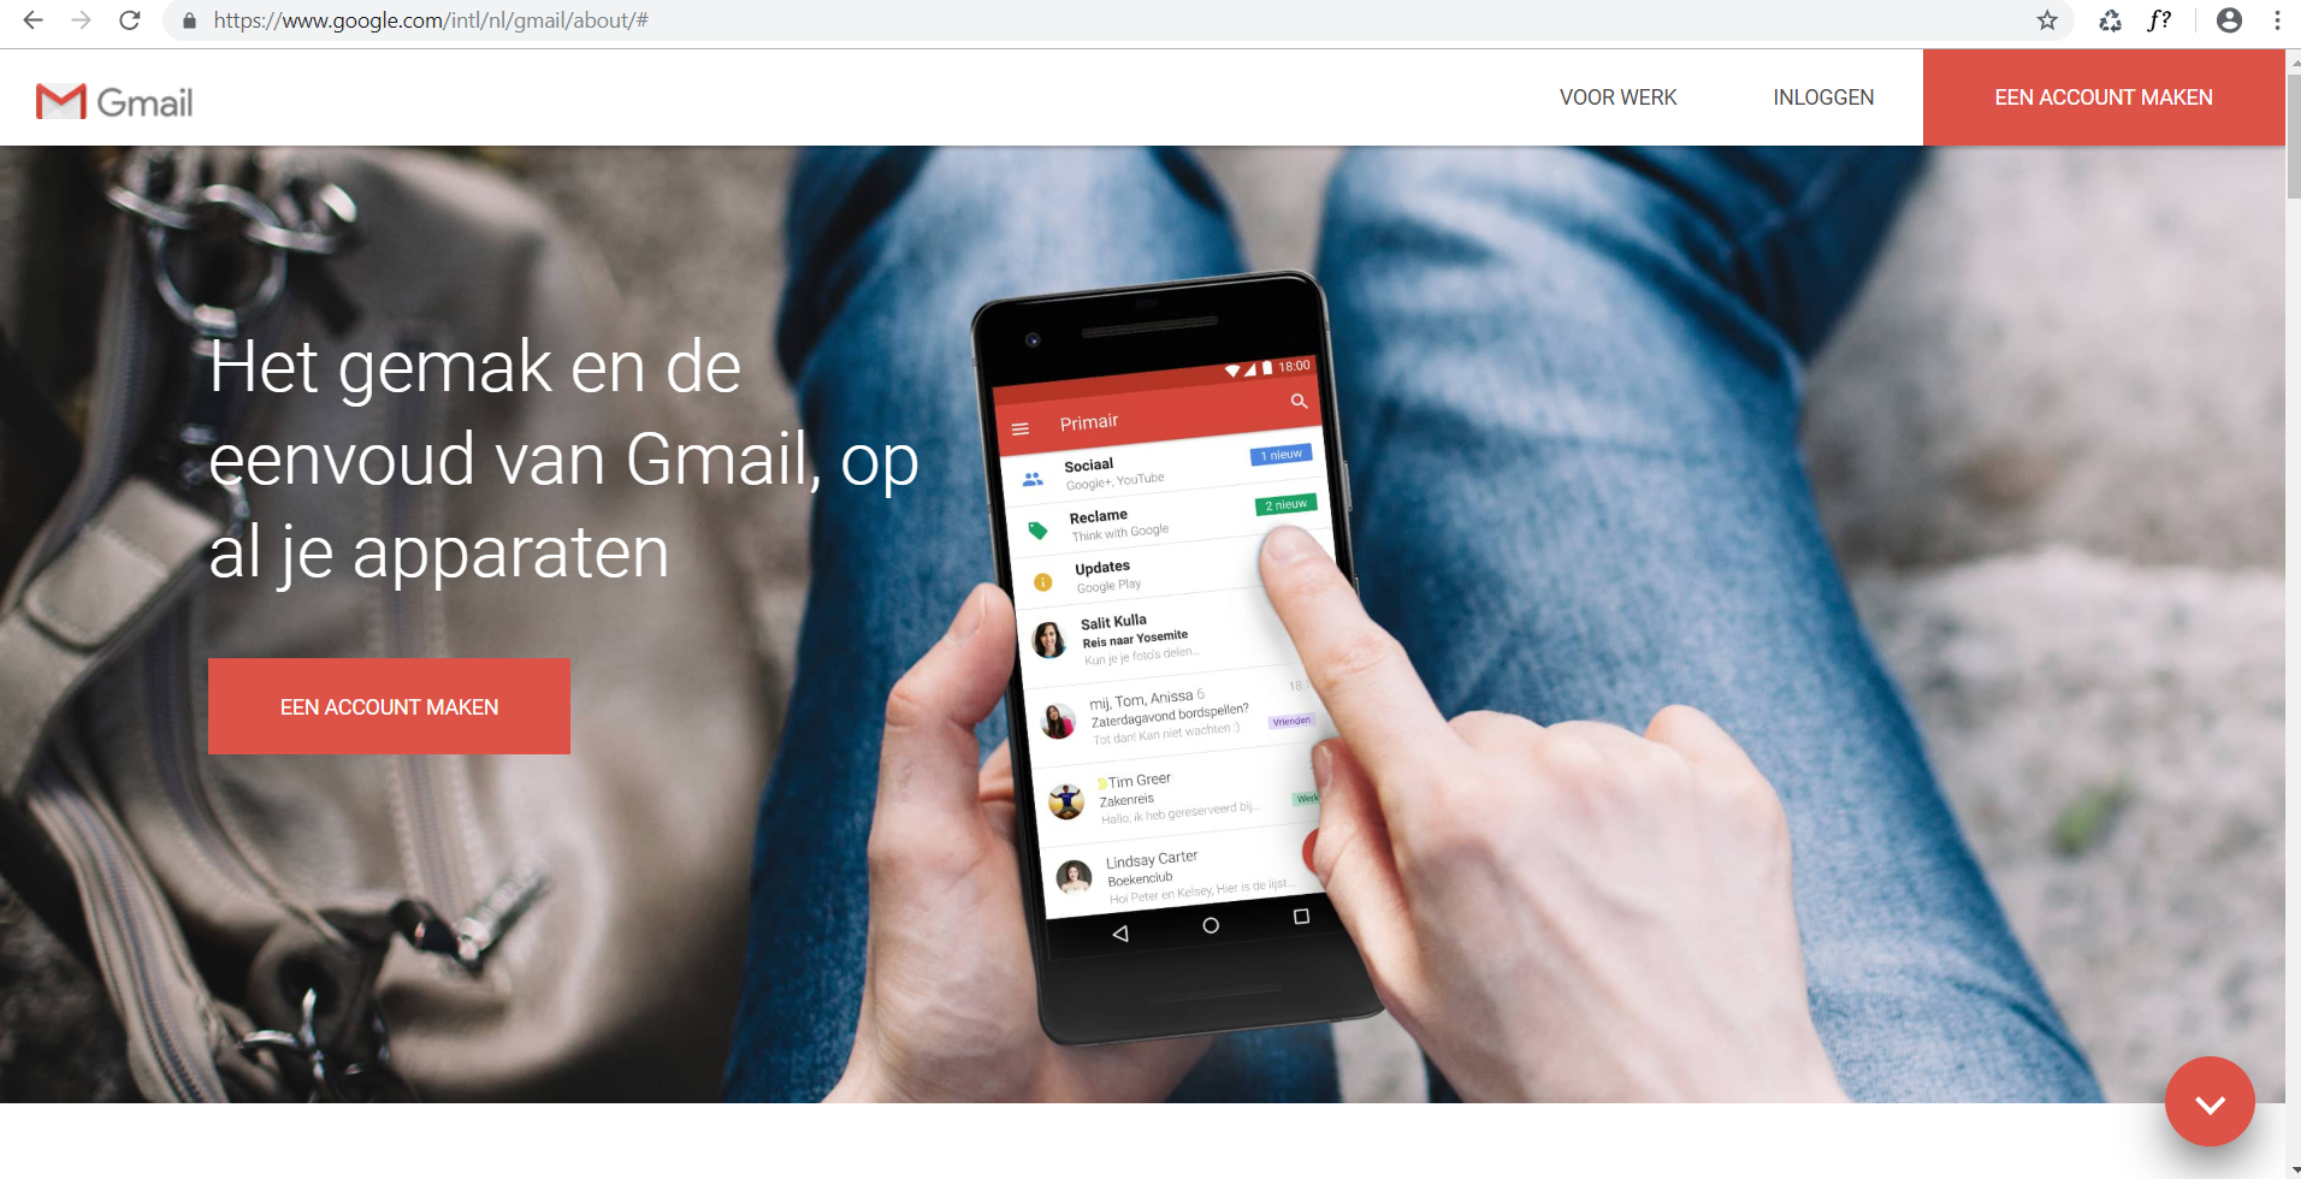 https://www.google.com/intl/nl/gmail/about/#
f?
Gmail
VOOR WERK
INLOGGEN
EEN ACCOUNT MAKEN
Het gemak en de
eenvoud van Gmail, op
al je apparaten
EEN ACCOUNT MAKEN
18:00
Primair
Sociaal
1 nieuw
Google+, YouTube
Reclame
2 nieuw
Think with Google
Updates
Google Play
Salit Kulla
Reis naar Yosemite
Kun je je foto's delen...
mij, Tom, Anissa 6
Zaterdagavond bordspellen?
Vrienden
Tot dan! Kan niet wachten :)
Tim Greer
Zakenreis
Werk
Hallo, ik heb gereserveerd bij...
Lindsay Carter
Boekenclub
Hoi Peter en Kelsey, Hier is de lijst...